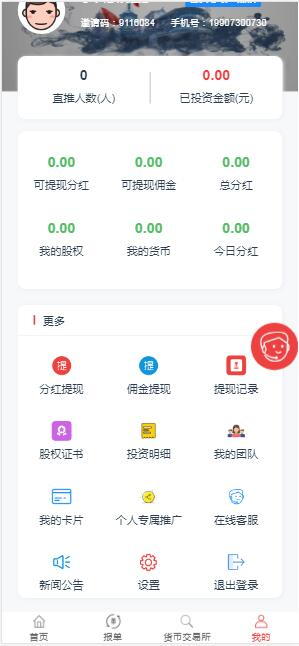 邀请码：9116084 手机号：19907300730
0 0.00
直推人数(人) 已投资金额(元)
0.00 0.00 0.00
可提现分红 可提现佣金 总分红
0.00 0.00 0.00
我的股权 我的货币 今日分红
更多
提 提
分红提现 佣金提现 提现记录
股权证书 投资明细 我的团队
我的卡片 个人专属推广 在线客服
新闻公告 设置 退出登录
首页 报单 货币交易所 我的